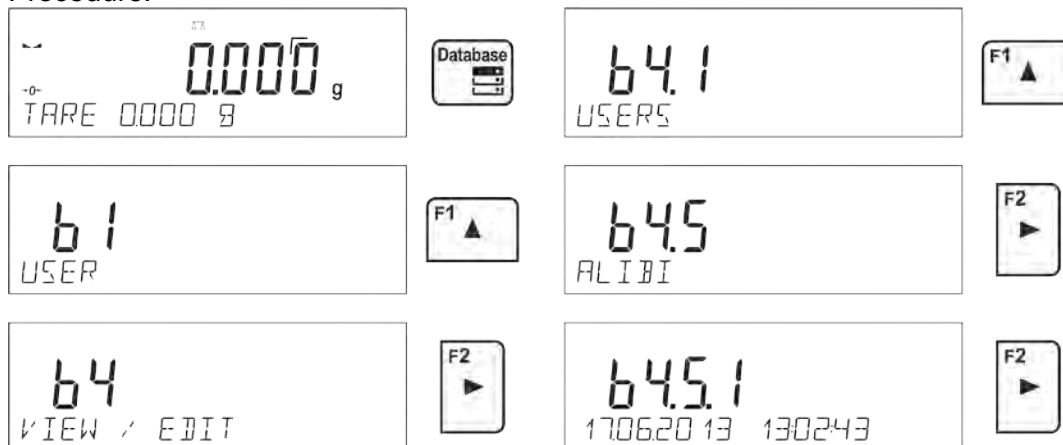 Procedure:
0.000 g
-0-
TARE 0.000 g
Database
b1
USER
F1
b4
VIEW / EDIT
F2
b4.1
USERS
F1
b4.5
ALIBI
F2
b4.5.1
17.06.2013 13:02:43
F2